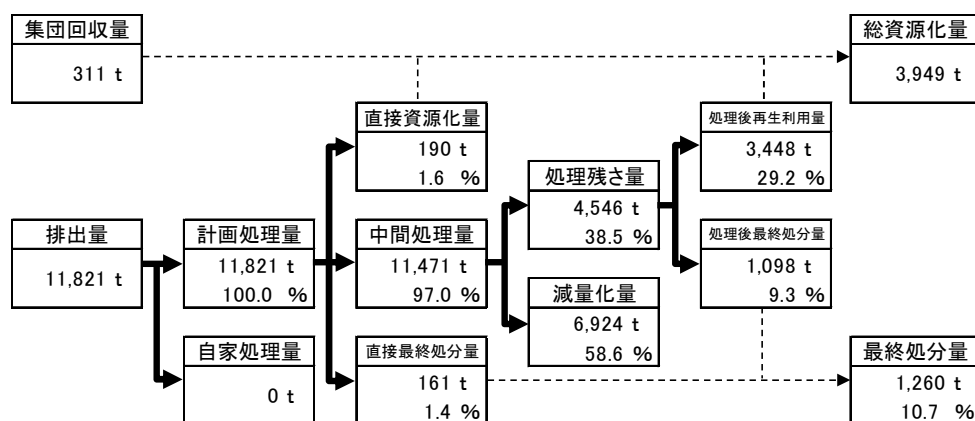 集団回収量
311 t
総資源化量
3,949 t
直接資源化量
190 t
1.6 %
処理後再生利用量
3,448 t
29.2 %
処理残さ量
4,546 t
38.5 %
排出量
11,821 t
計画処理量
11,821 t
100.0 %
中間処理量
11,471 t
97.0 %
処理後最終処分量
1,098 t
9.3 %
減量化量
6,924 t
58.6 %
自家処理量
0 t
直接最終処分量
161 t
1.4 %
最終処分量
1,260 t
10.7 %